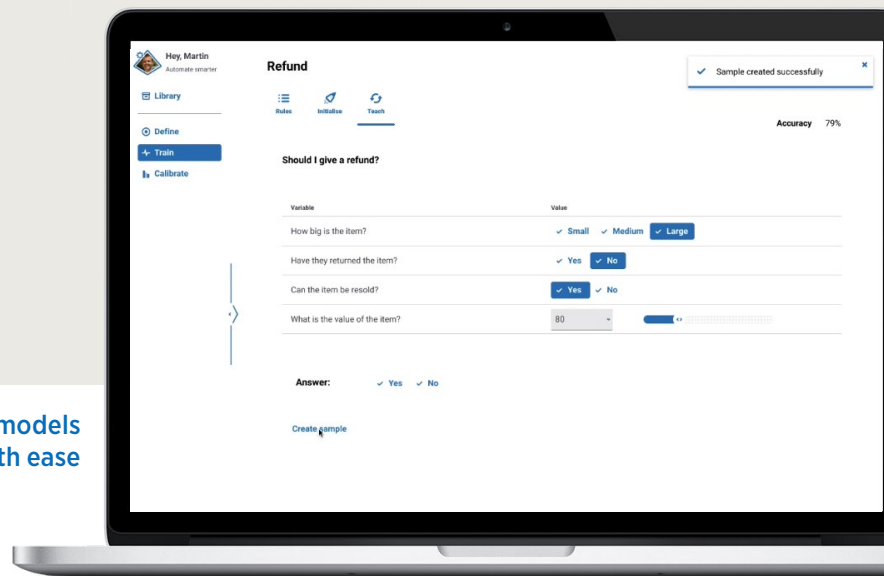 Hey, Martin
Automate smarter
Library
Define
Train
Calibrate
Refund
Rules
Initialise
Teach
Sample created successfully
Accuracy 79%
Should I give a refund?
Variable Value
How big is the item? Small Medium Large
Have they returned the item? Yes No
Can the item be resold? Yes No
What is the value of the item? 80
Answer: Yes No
Create sample
models
ease